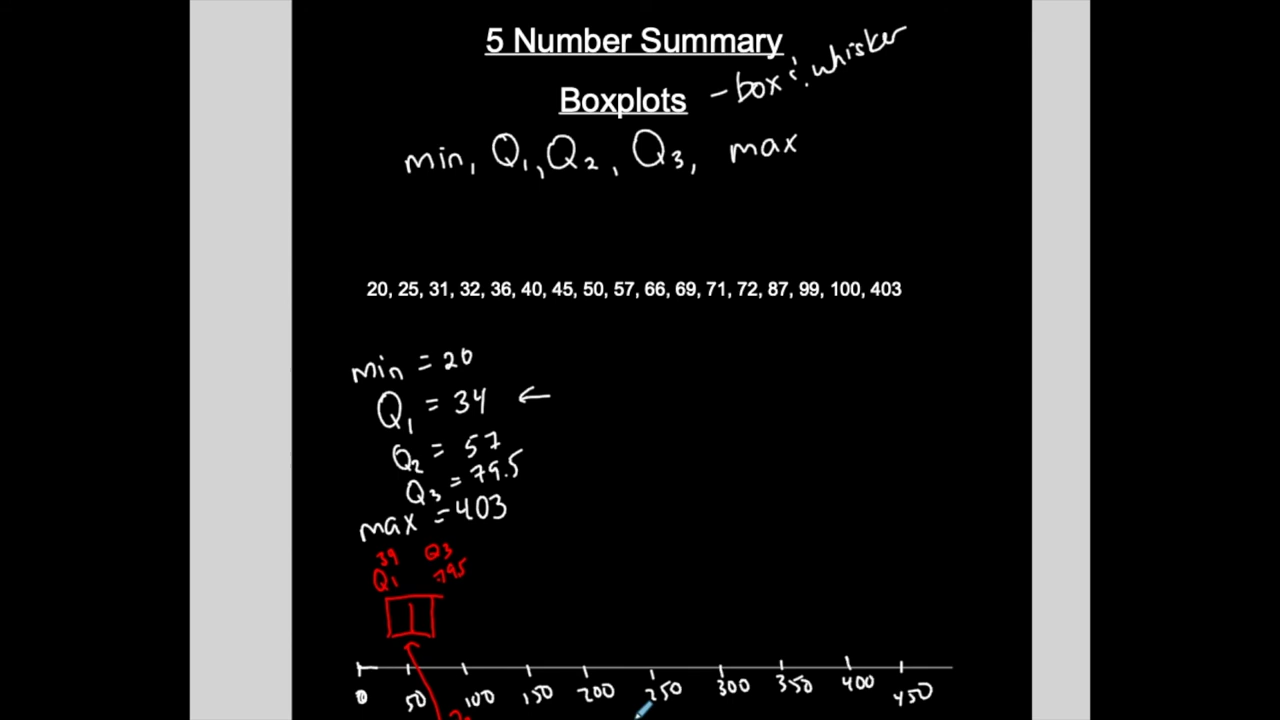 5 Number Summary
Boxplots - box & whisker
min, Q1, Q2, Q3, max
20, 25, 31, 32, 36, 40, 45, 50, 57, 66, 69, 71, 72, 87, 99, 100, 403
min = 20
Q1 = 34 ←
Q2 = 57
Q3 = 79.5
max = 403
39 Q3
Q1 79.5
0 50 100 150 200 250 300 350 400 450